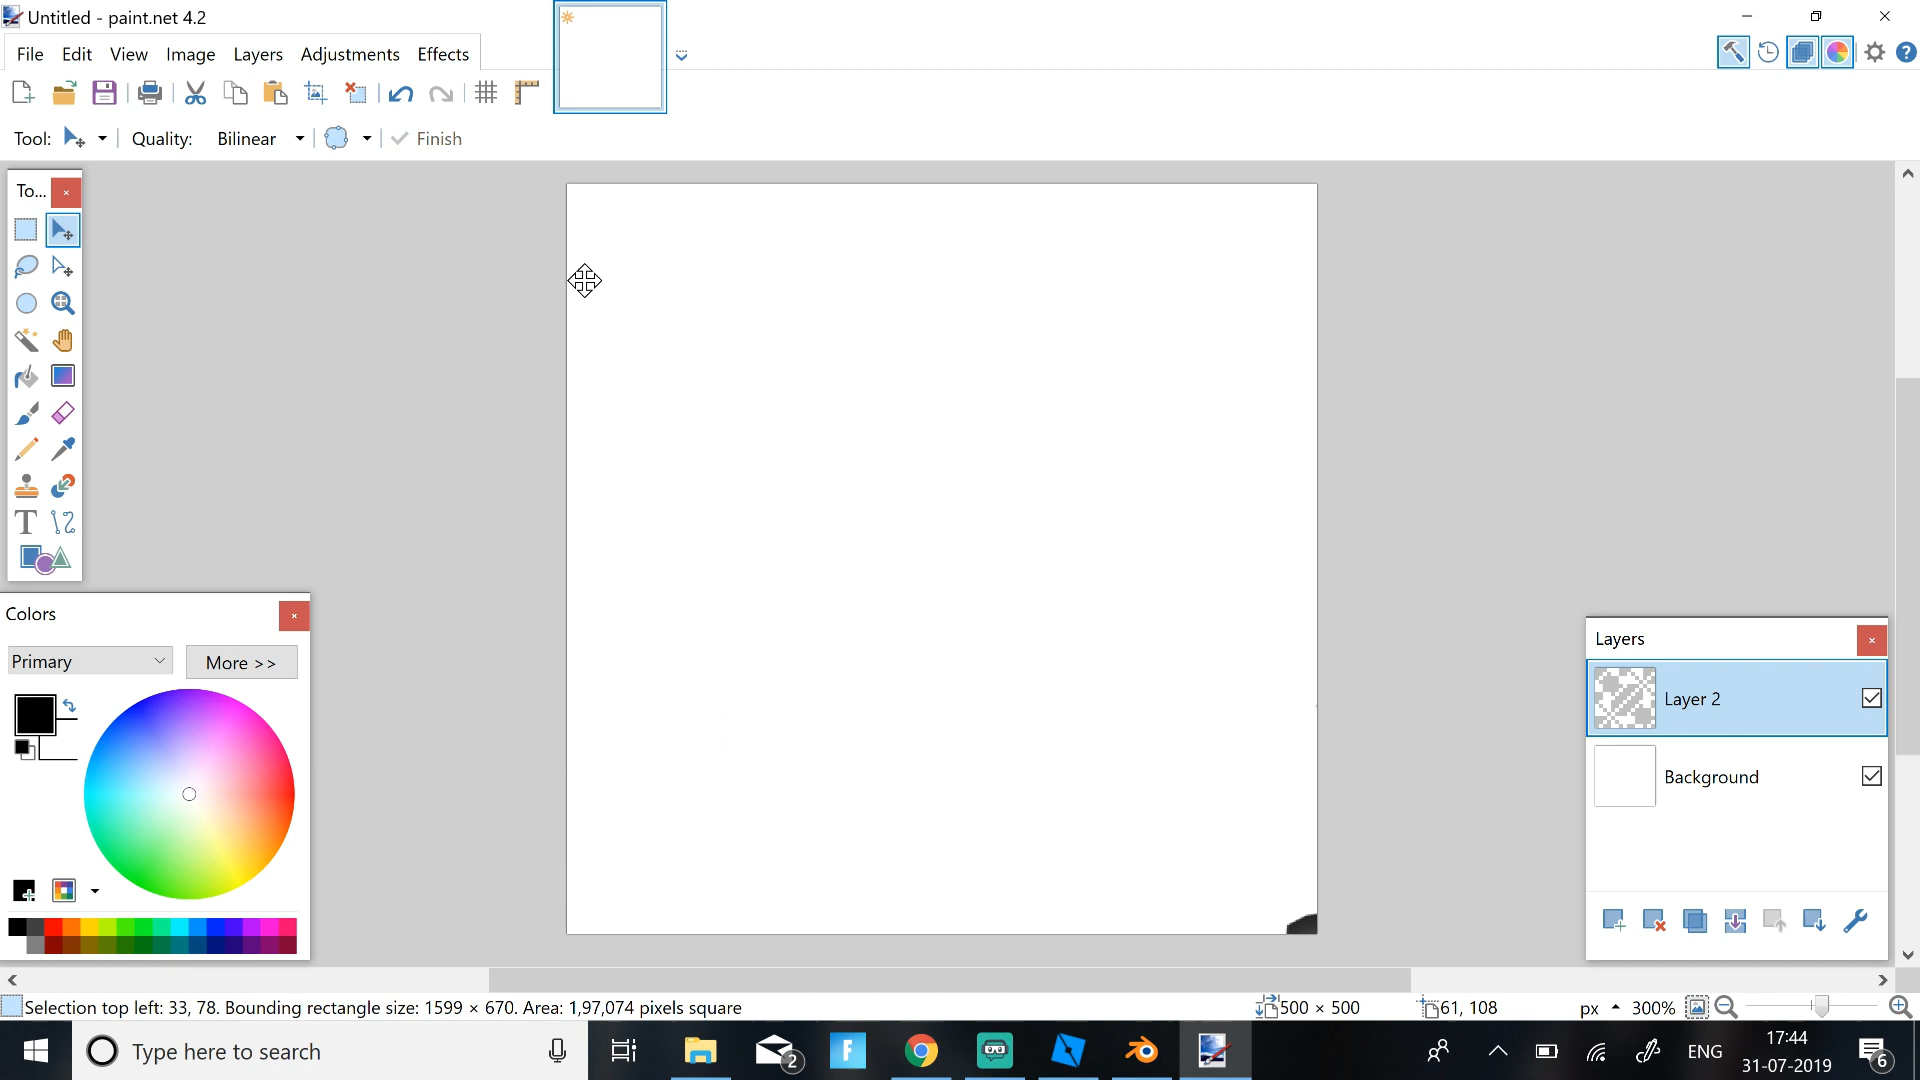 Untitled - paint.net 4.2
File Edit View Image Layers Adjustments Effects
Tool: Quality: Bilinear Finish
To...
Colors
Primary More >>
Layers
Layer 2
Background
Selection top left: 33, 78. Bounding rectangle size: 1599 × 670. Area: 1,97,074 pixels square 500 × 500 61, 108 px 300%
Type here to search 2 F ENG 17:44 6
31-07-2019